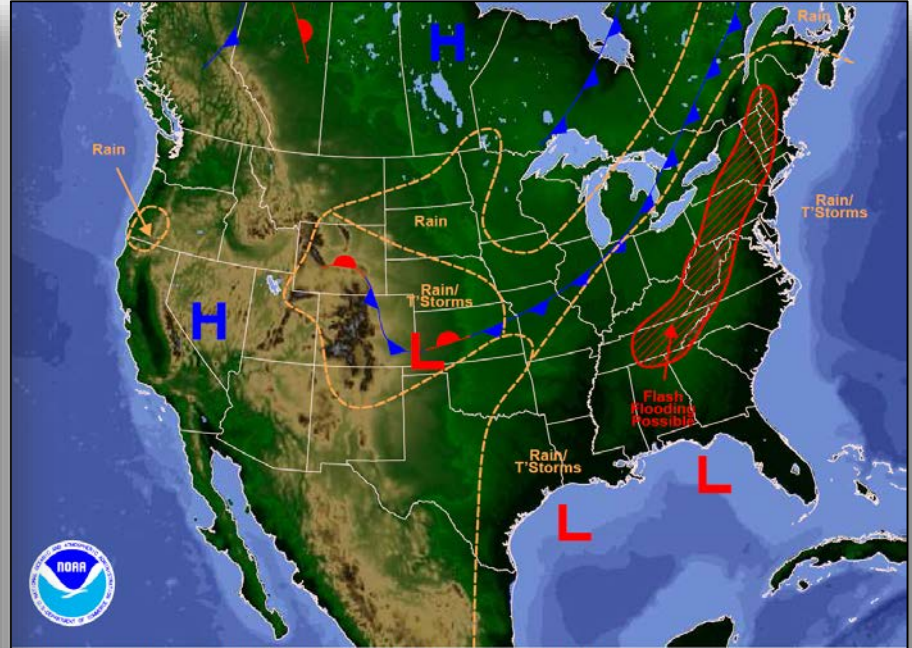 Rain
H
Rain
Rain
Rain/
T'Storms
Rain/
T'Storms
H
L
Flash
Flooding
Possible
Rain/
T'Storms
L
L
NOAA